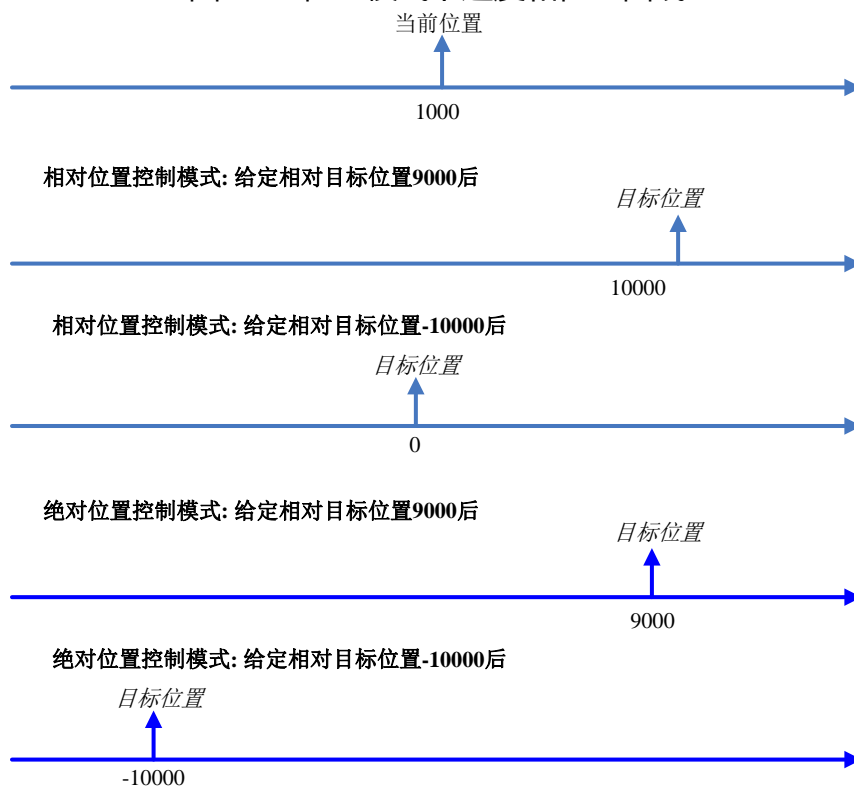 当前位置
1000
相对位置控制模式: 给定相对目标位置9000后
目标位置
10000
相对位置控制模式: 给定相对目标位置-10000后
目标位置
0
绝对位置控制模式: 给定相对目标位置9000后
目标位置
9000
绝对位置控制模式: 给定相对目标位置-10000后
目标位置
-10000